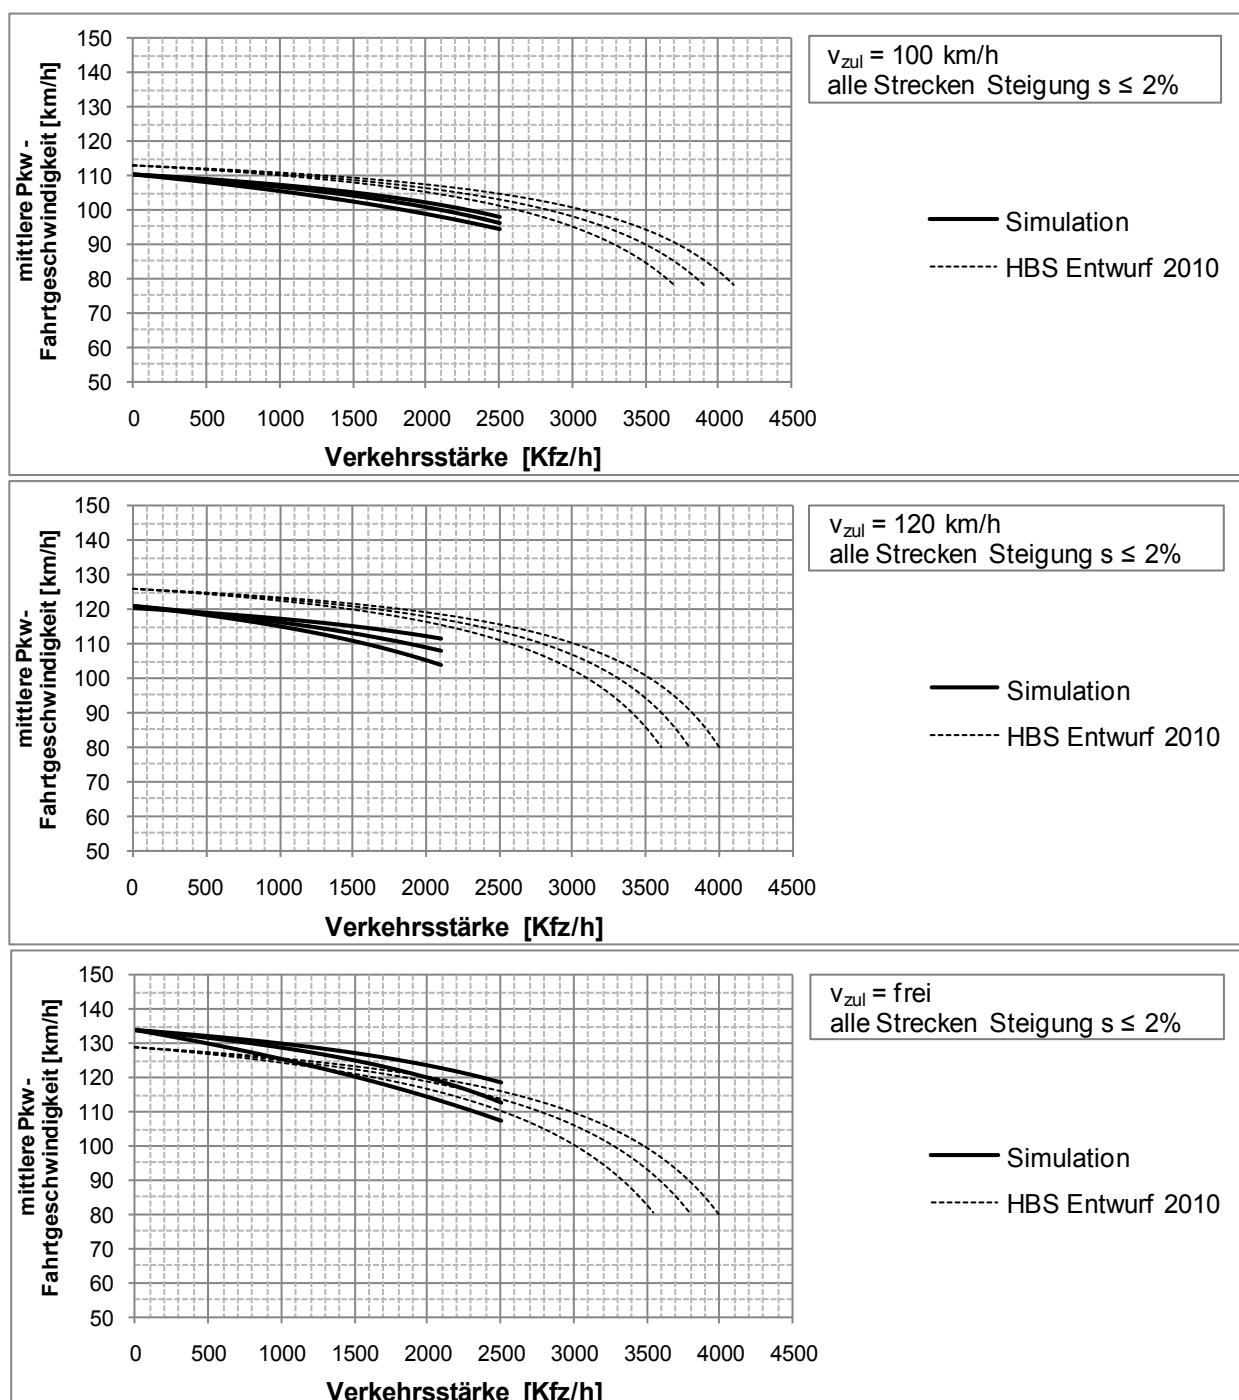 mittlere Pkw -
Fahrtgeschwindigkeit [km/h]
150
140
130
120
110
100
90
80
70
60
50
0 500 1000 1500 2000 2500 3000 3500 4000 4500
Verkehrsstärke [Kfz/h]
vzul = 100 km/h
alle Strecken Steigung s ≤ 2%
Simulation
HBS Entwurf 2010
mittlere Pkw-
Fahrtgeschwindigkeit [km/h]
150
140
130
120
110
100
90
80
70
60
50
0 500 1000 1500 2000 2500 3000 3500 4000 4500
Verkehrsstärke [Kfz/h]
vzul = 120 km/h
alle Strecken Steigung s ≤ 2%
Simulation
HBS Entwurf 2010
mittlere Pkw-
Fahrtgeschwindigkeit [km/h]
150
140
130
120
110
100
90
80
70
60
50
0 500 1000 1500 2000 2500 3000 3500 4000 4500
Verkehrsstärke [Kfz/h]
vzul = frei
alle Strecken Steigung s ≤ 2%
Simulation
HBS Entwurf 2010